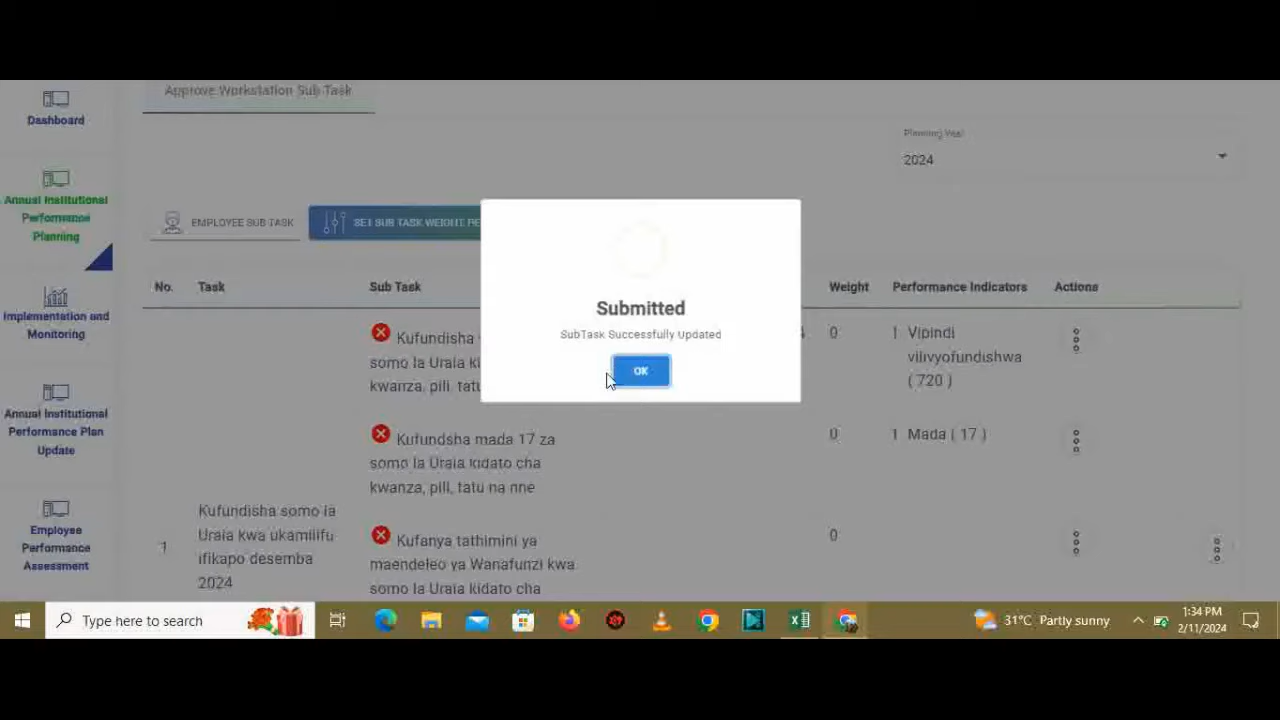 Approve Workstation Sub Task
Dashboard
Planning Year
2024
Annual Institutional
Performance
Planning
EMPLOYEE SUB TASK
SET SUB TASK WEIGHT
No.
Task
Sub Task
Weight
Performance Indicators
Actions
Submitted
SubTask Successfully Updated
OK
Implementation and
Monitoring
Kufundisha
somo la Uraia
kwanza, pili,
0
1 Vipindi
vilivyofundishwa
( 720 )
Annual Institutional
Performance Plan
Update
Kufundsha mada 17 za
somo la Uraia kidato cha
kwanza, pili, tatu na nne
0
1 Mada ( 17 )
Employee
Performance
Assessment
1
Kufundisha somo la
Uraia kwa ukamilifu
ifikapo desemba
2024
Kufanya tathimini ya
maendeleo ya Wanafunzi kwa
somo la Uraia kidato cha
0
Type here to search
31°C Partly sunny
1:34 PM
2/11/2024